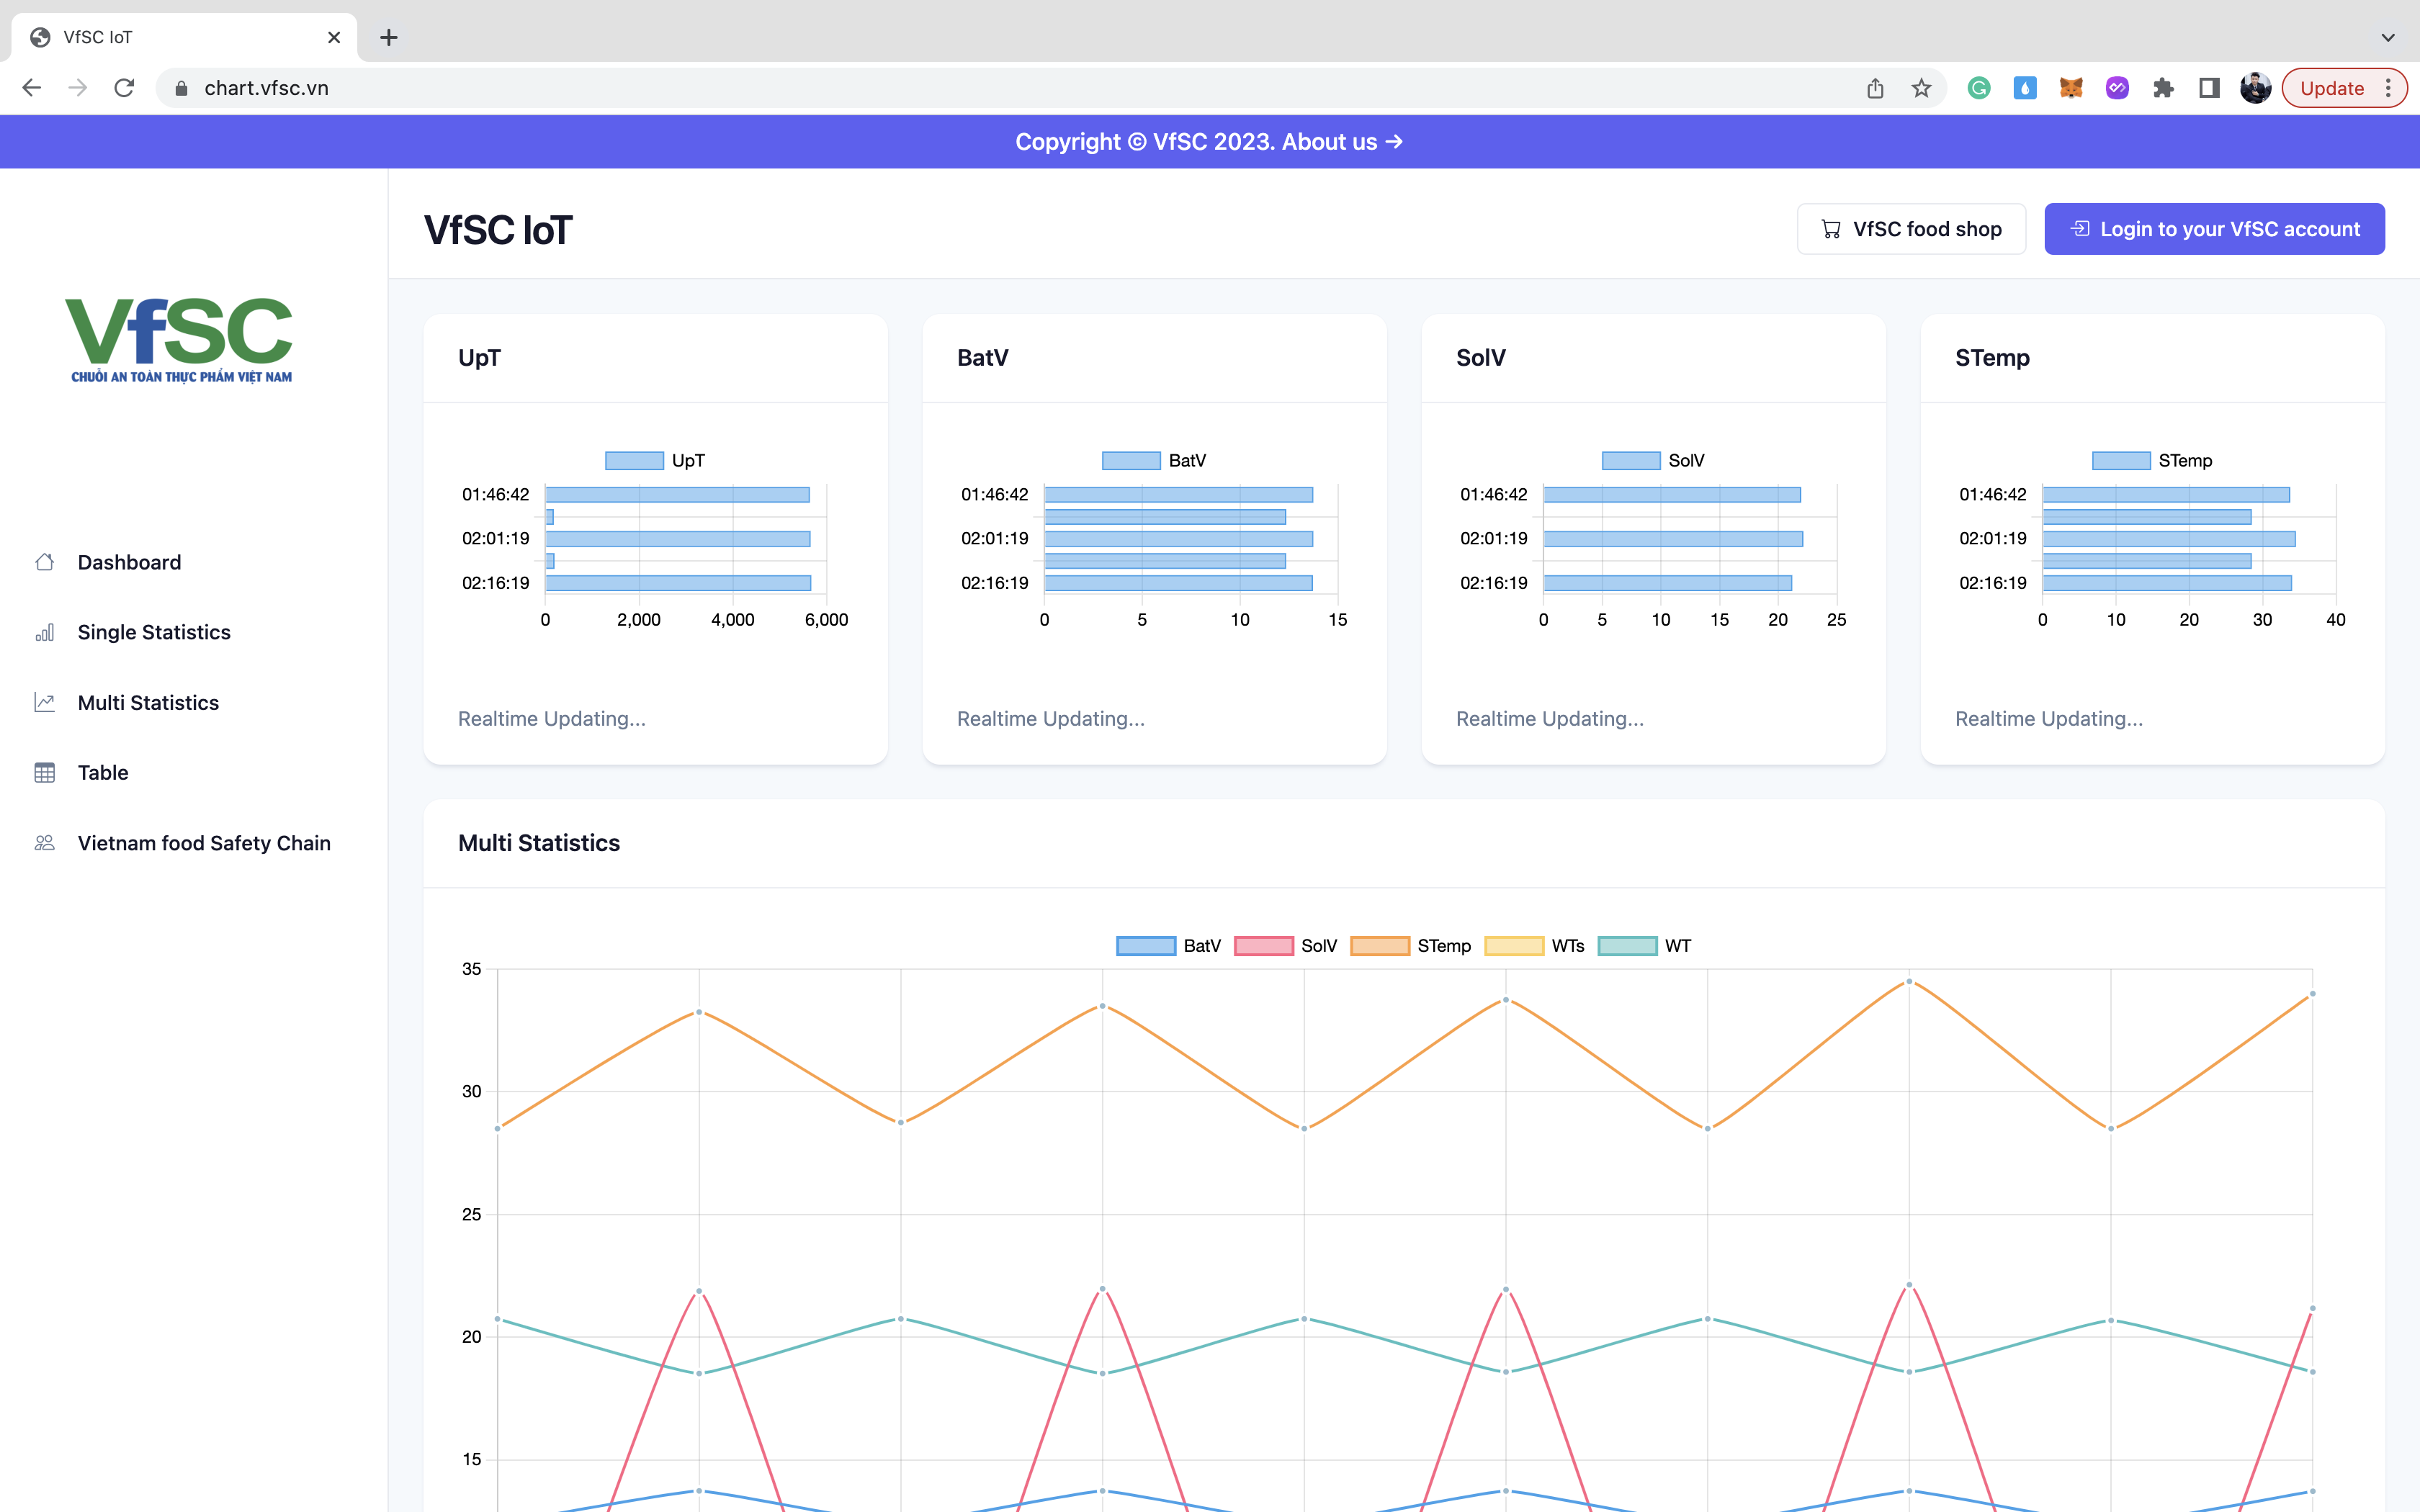 VfSC IoT
chart.vfsc.vn
Update
Copyright © VfSC 2023. About us →
VfSC
CHUỖI AN TOÀN THỰC PHẨM VIỆT NAM
Dashboard
Single Statistics
Multi Statistics
Table
Vietnam food Safety Chain
VfSC IoT
VfSC food shop
Login to your VfSC account
UpT
UpT
01:46:42
02:01:19
02:16:19
0 2,000 4,000 6,000
Realtime Updating...
BatV
BatV
01:46:42
02:01:19
02:16:19
0 5 10 15
Realtime Updating...
SolV
SolV
01:46:42
02:01:19
02:16:19
0 5 10 15 20 25
Realtime Updating...
STemp
STemp
01:46:42
02:01:19
02:16:19
0 10 20 30 40
Realtime Updating...
Multi Statistics
BatV SolV STemp WTs WT
35
30
25
20
15